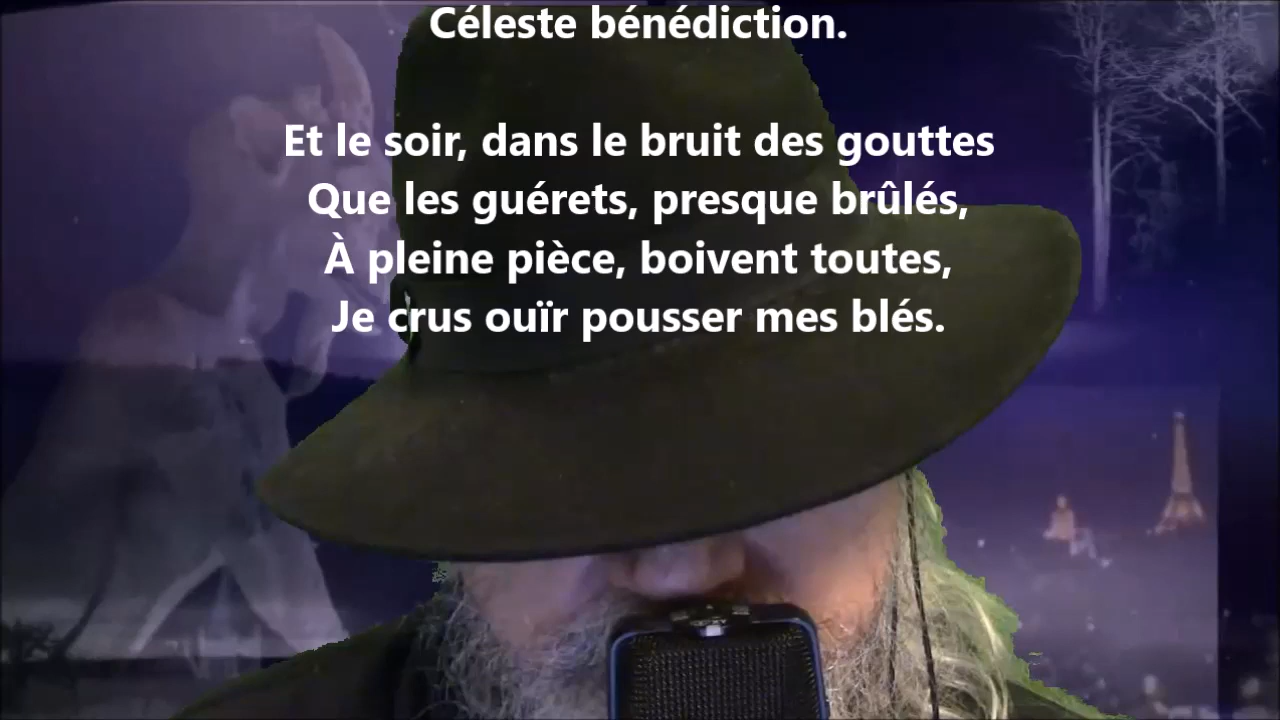 Céleste bénédiction.
Et le soir, dans le bruit des gouttes
Que les guérets, presque brûlés,
À pleine pièce, boivent toutes,
Je crus ouïr pousser mes blés.